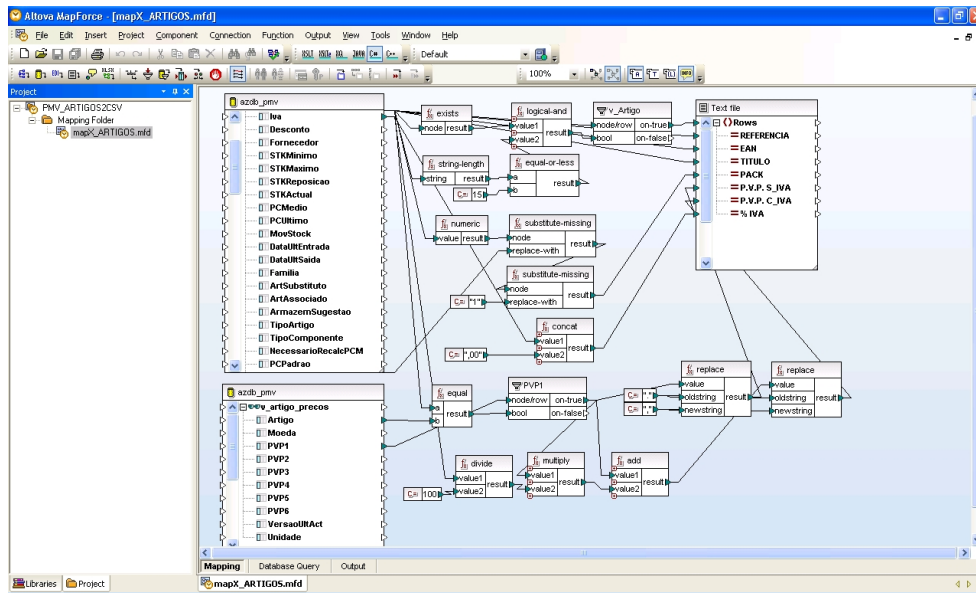 Altova MapForce - [mapX_ARTIGOS.mfd]
File Edit Insert Project Component Connection Function Output View Tools Window Help
XSLT XSLT2 XQ JAVA C# C++ Default
100%
Project
PMV_ARTIGOS2CSV
Mapping Folder
mapX_ARTIGOS.mfd
azdb_pmv
Iva
Desconto
Fornecedor
STKMinimo
STKMaximo
STKReposicao
STKActual
PCMedio
PCUltimo
MovStock
DataUltEntrada
DataUltSaida
Familia
ArtSubstituto
ArtAssociado
ArmazemSugestao
TipoArtigo
TipoComponente
NecessarioRecalcPCM
PCPadrao
exists
node result
logical-and
value1 result
value2
v_Artigo
node/row on-true
bool on-false
Text file
Rows
REFERENCIA
EAN
TITULO
PACK
P.V.P. S_IVA
P.V.P. C_IVA
% IVA
string-length
string result
equal-or-less
a result
b
C= 15
numeric
value result
substitute-missing
node result
replace-with
substitute-missing
node result
replace-with
C= "1"
concat
value1 result
value2
C= ",00"
azdb_pmv
v_artigo_precos
Artigo
Moeda
PVP1
PVP2
PVP3
PVP4
PVP5
PVP6
VersaoUltAct
Unidade
equal
a result
b
PVP1
node/row on-true
bool on-false
C= "."
C= ","
replace
value result
oldstring
newstring
replace
value result
oldstring
newstring
divide
value1 result
value2
C= 100
multiply
value1 result
value2
add
value1 result
value2
Mapping Database Query Output
Libraries Project mapX_ARTIGOS.mfd